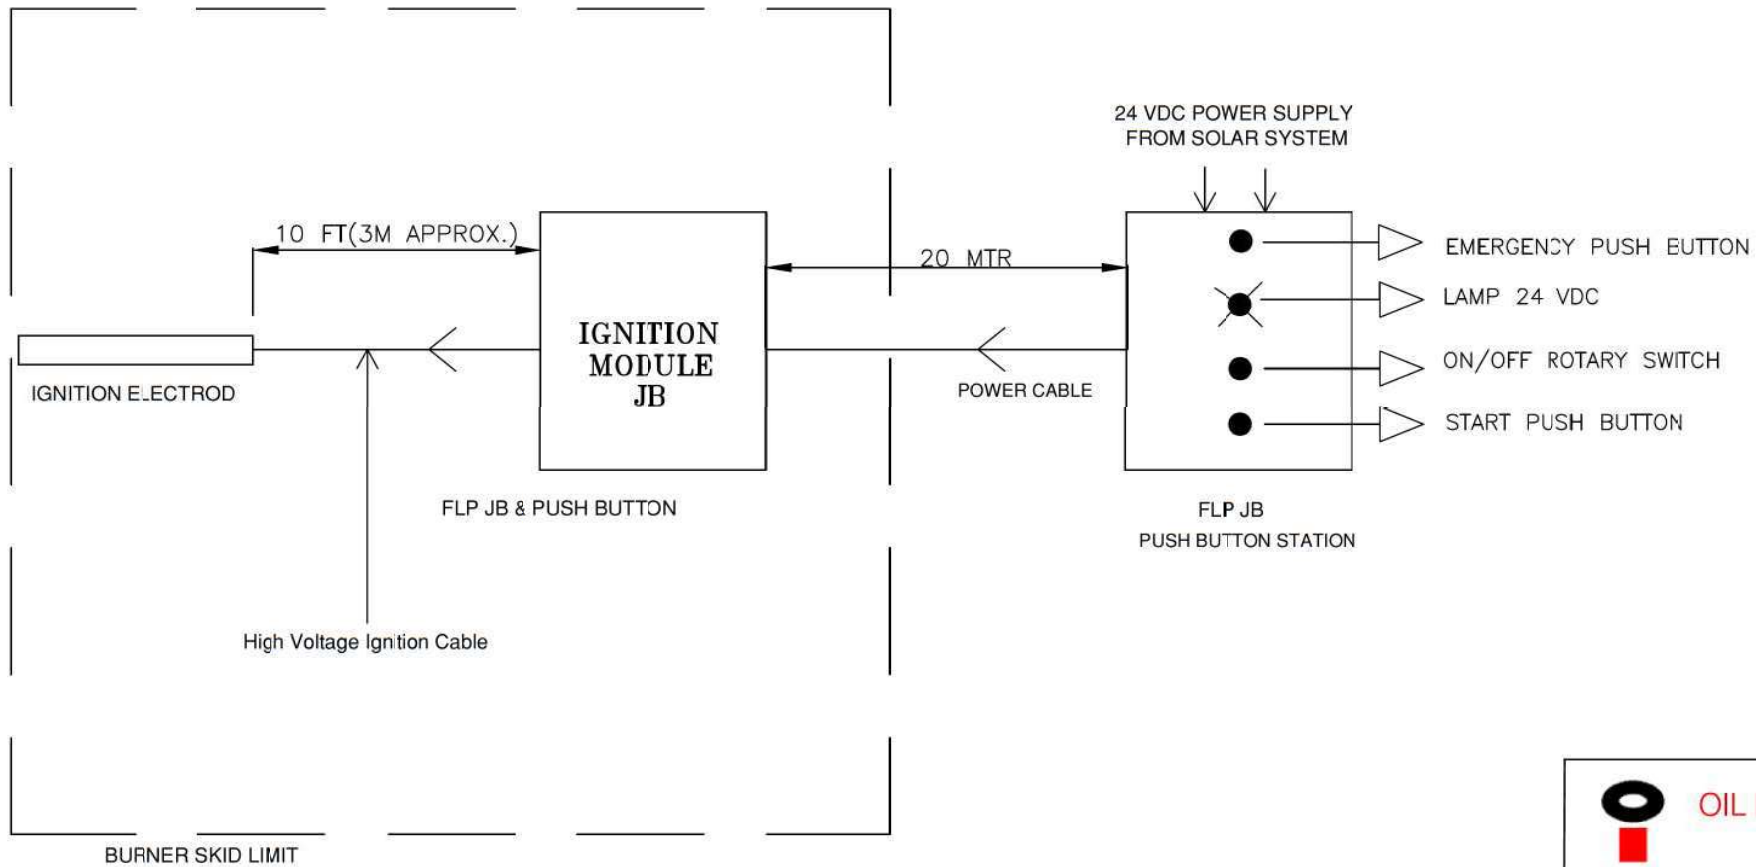 24 VDC POWER SUPPLY
FROM SOLAR SYSTEM
10 FT(3M APPROX.)
20 MTR
EMERGENCY PUSH BUTTON
LAMP 24 VDC
IGNITION
MODULE
JB
ON/OFF ROTARY SWITCH
IGNITION ELECTROD
POWER CABLE
START PUSH BUTTON
FLP JB & PUSH BUTTON
FLP JB
PUSH BUTTON STATION
High Voltage Ignition Cable
OIL
BURNER SKID LIMIT